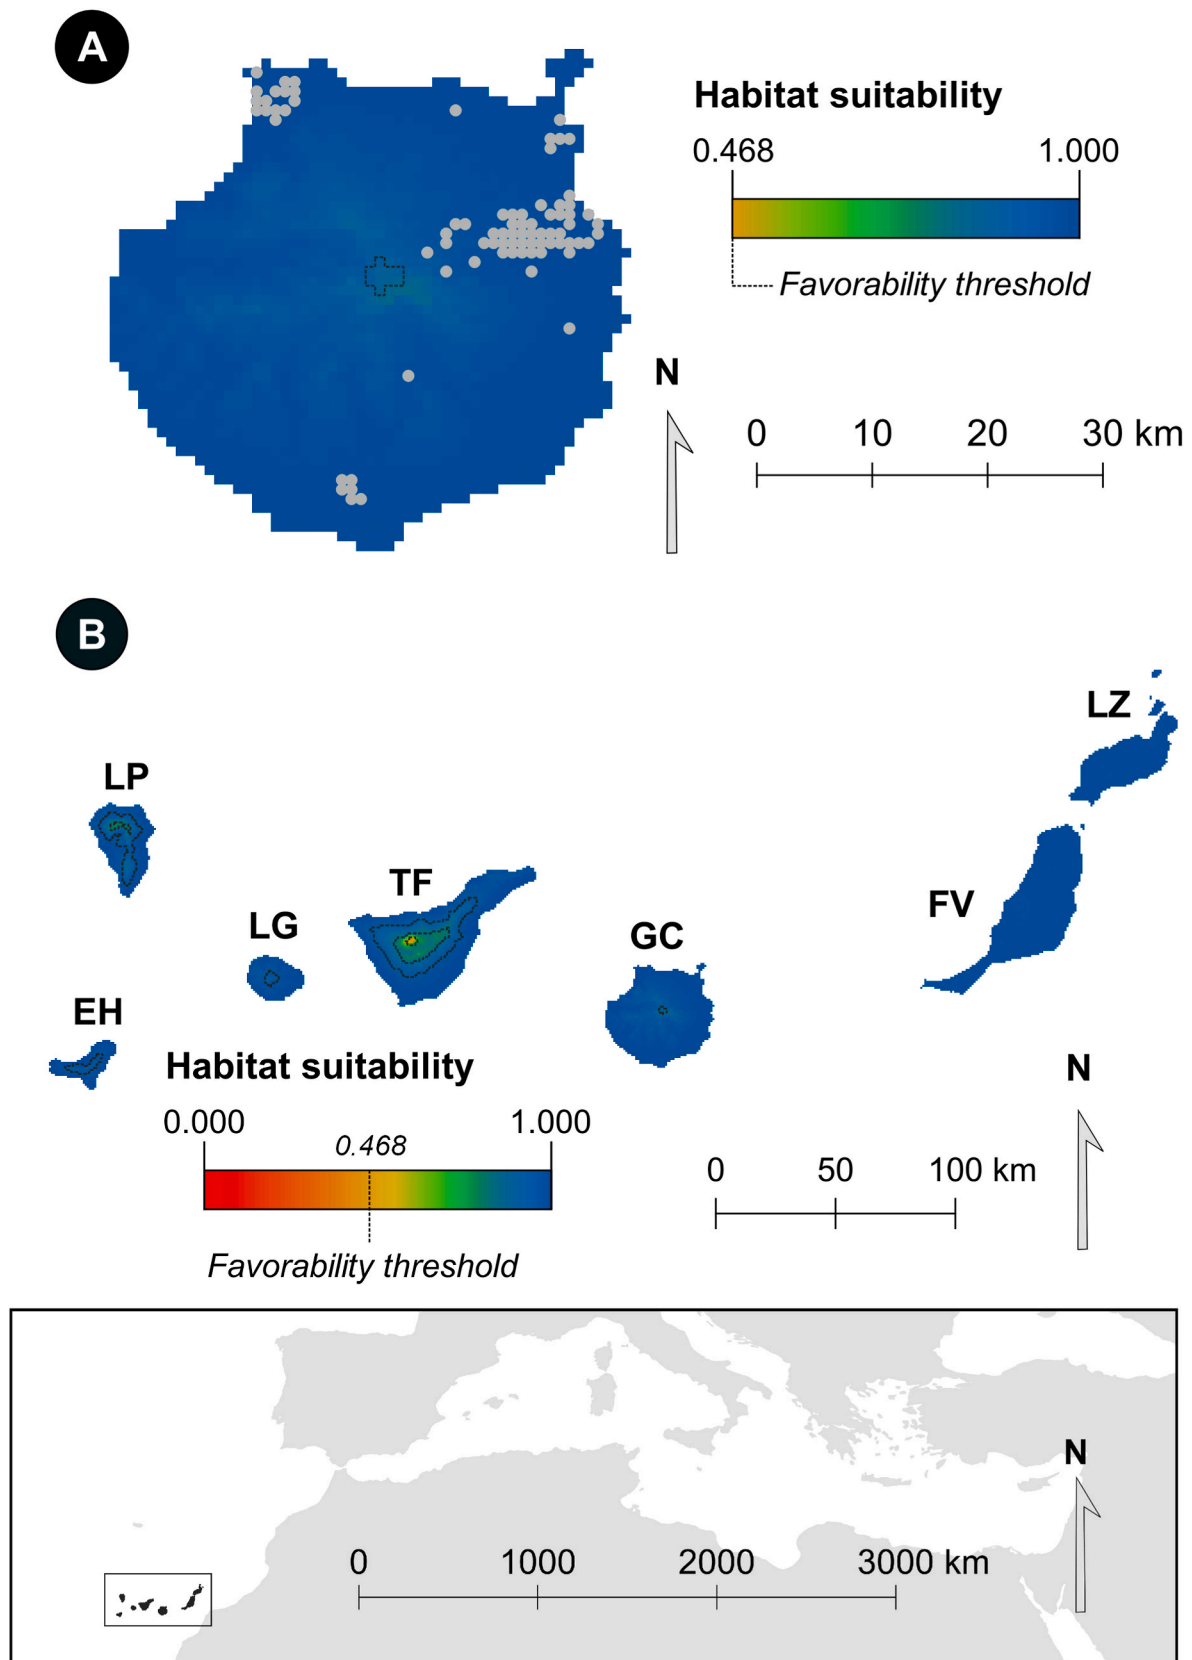 A
Habitat suitability
0.468 1.000
Favorability threshold
N
0 10 20 30 km
B
LZ
LP
TF
FV
LG
GC
EH
Habitat suitability
N
0.000 1.000
0.468
0 50 100 km
Favorability threshold
N
0 1000 2000 3000 km